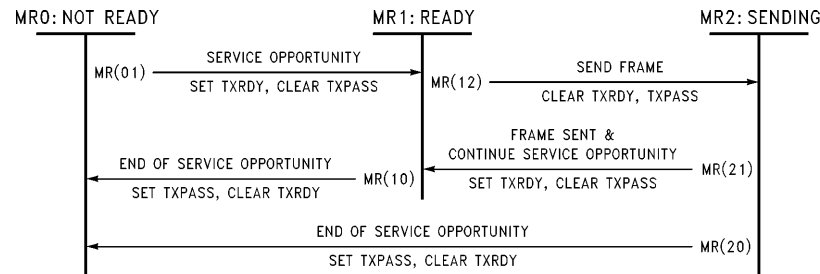 MR0: NOT READY
MR1: READY
MR2: SENDING
MR(01)
SERVICE OPPORTUNITY
SET TXRDY, CLEAR TXPASS
MR(12)
SEND FRAME
CLEAR TXRDY, TXPASS
FRAME SENT &
CONTINUE SERVICE OPPORTUNITY
SET TXRDY, CLEAR TXPASS
MR(21)
END OF SERVICE OPPORTUNITY
SET TXPASS, CLEAR TXRDY
MR(10)
END OF SERVICE OPPORTUNITY
SET TXPASS, CLEAR TXRDY
MR(20)